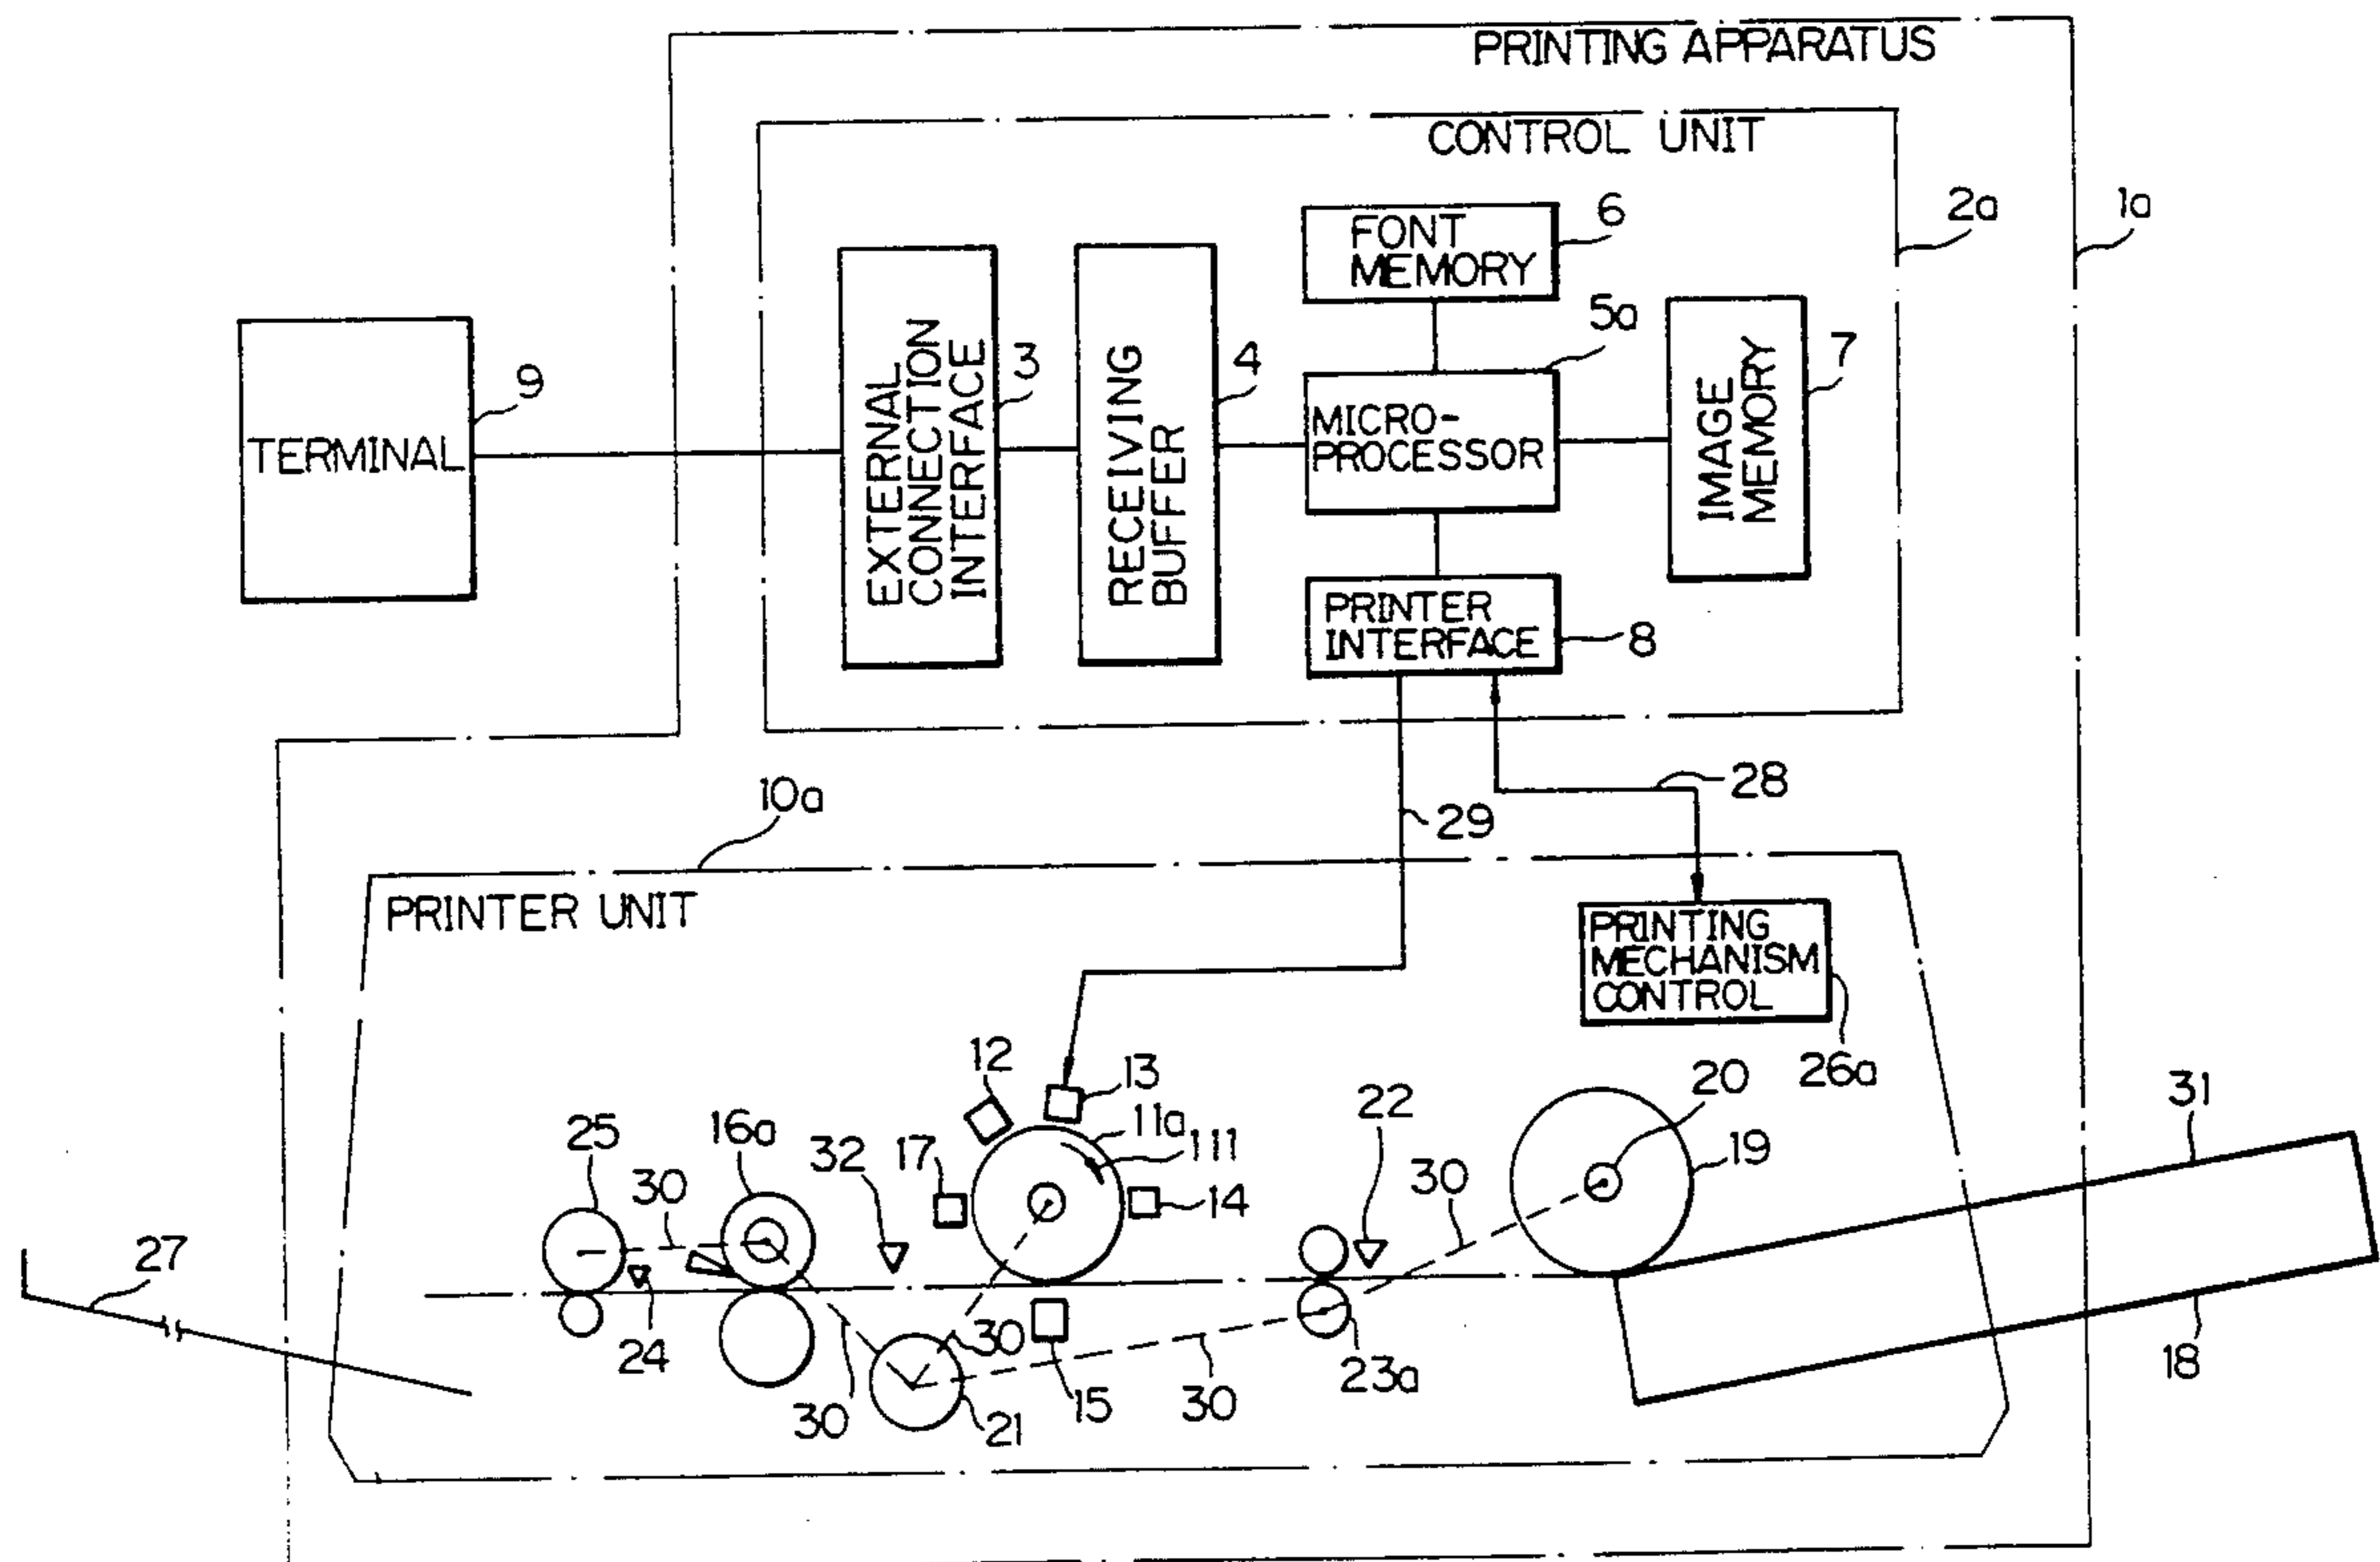 PRINTING APPARATUS
CONTROL UNIT
2a
1a
FONT
MEMORY
6
5a
TERMINAL
9
EXTERNAL
CONNECTION
INTERFACE
3
RECEIVING
BUFFER
4
MICRO-
PROCESSOR
IMAGE
MEMORY
7
PRINTER
INTERFACE
8
28
29
10a
PRINTER UNIT
PRINTING
MECHANISM
CONTROL
26a
12
13
11a
111
25
16a
32
17
14
22
20
19
31
30
30
27
24
30
30
15
30
21
23a
18